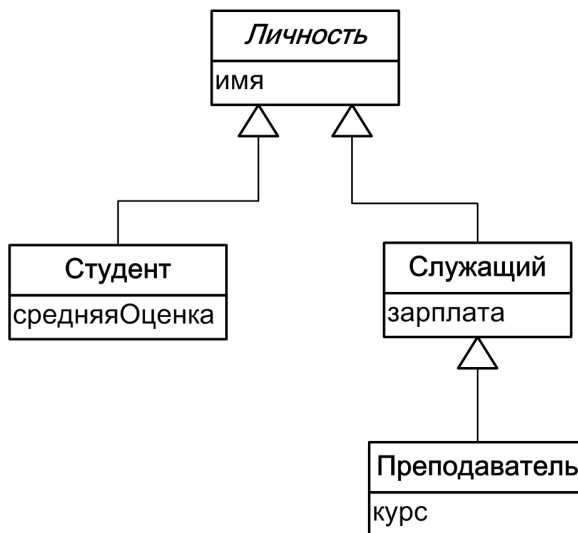 Личность
имя
Студент
средняяОценка
Служащий
зарплата
Преподаватель
курс